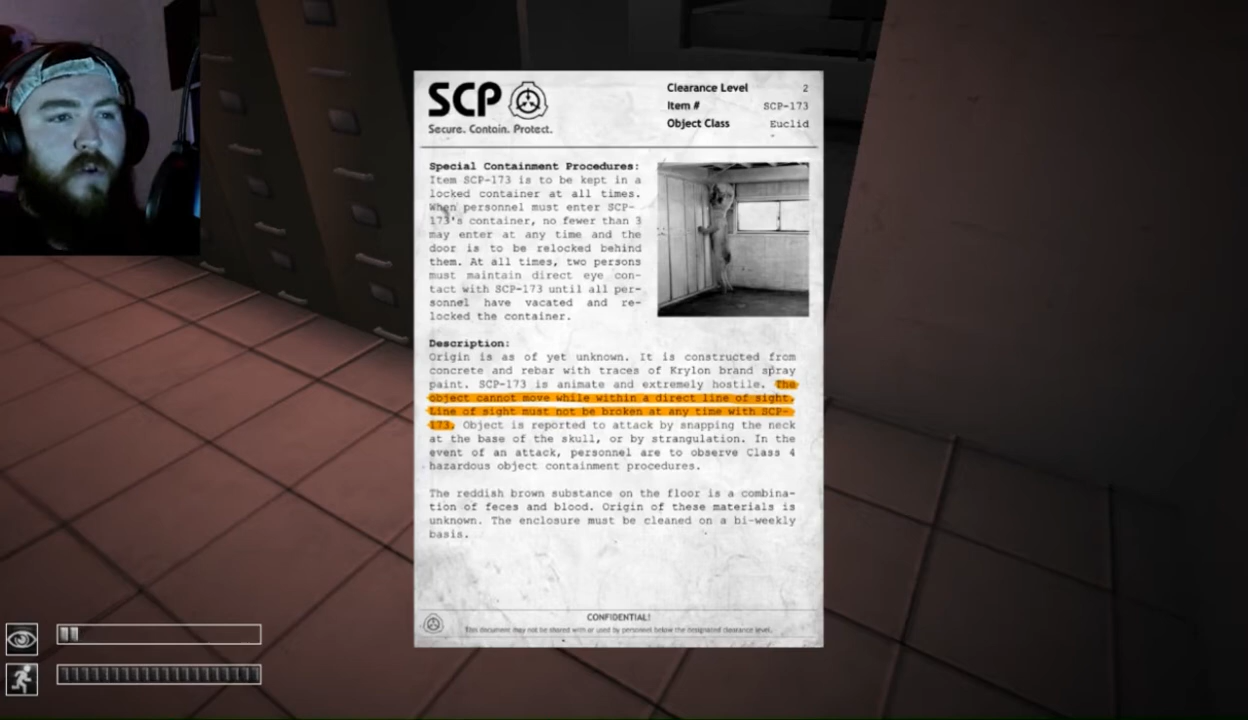 SCP
Secure. Contain. Protect.
Clearance Level 2
Item # SCP-173
Object Class Euclid
Special Containment Procedures:
Item SCP-173 is to be kept in a
locked container at all times.
When personnel must enter SCP-
173's container, no fewer than 3
may enter at any time and the
door is to be relocked behind
them. At all times, two persons
must maintain direct eye con-
tact with SCP-173 until all per-
sonnel have vacated and re-
locked the container.
Description:
Origin is as of yet unknown. It is constructed from
concrete and rebar with traces of Krylon brand spray
paint. SCP-173 is animate and extremely hostile. The
object cannot move while within a direct line of sight.
Line of sight must not be broken at any time with SCP-
173. Object is reported to attack by snapping the neck
at the base of the skull, or by strangulation. In the
event of an attack, personnel are to observe Class 4
hazardous object containment procedures.
The reddish brown substance on the floor is a combina-
tion of feces and blood. Origin of these materials is
unknown. The enclosure must be cleaned on a bi-weekly
basis.
CONFIDENTIAL!
This document may not be shared with or used by personnel below the designated clearance level.